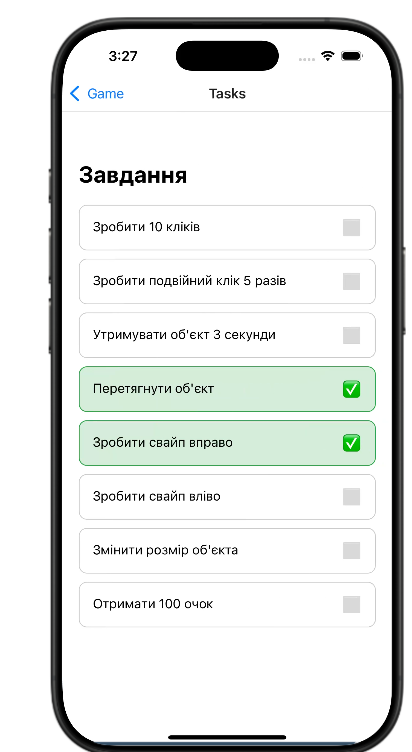 3:27
Game
Tasks
Завдання
Зробити 10 кліків
Зробити подвійний клік 5 разів
Утримувати об'єкт 3 секунди
Перетягнути об'єкт
Зробити свайп вправо
Зробити свайп вліво
Змінити розмір об'єкта
Отримати 100 очок